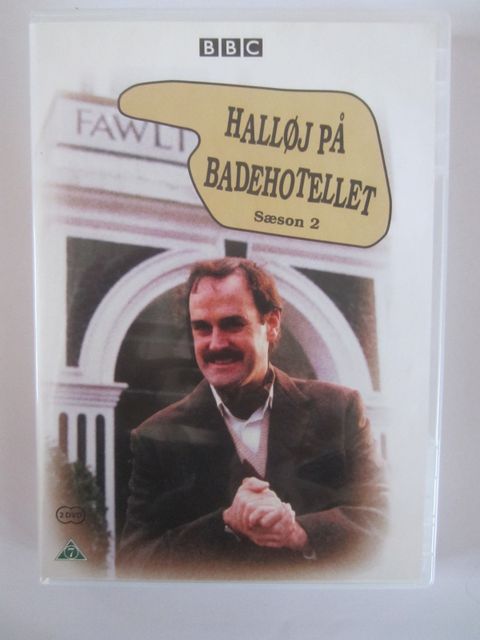 BBC
FAWLT
HALLØJ PÅ
BADEHOTELLET
Sæson 2
2 DVD
7